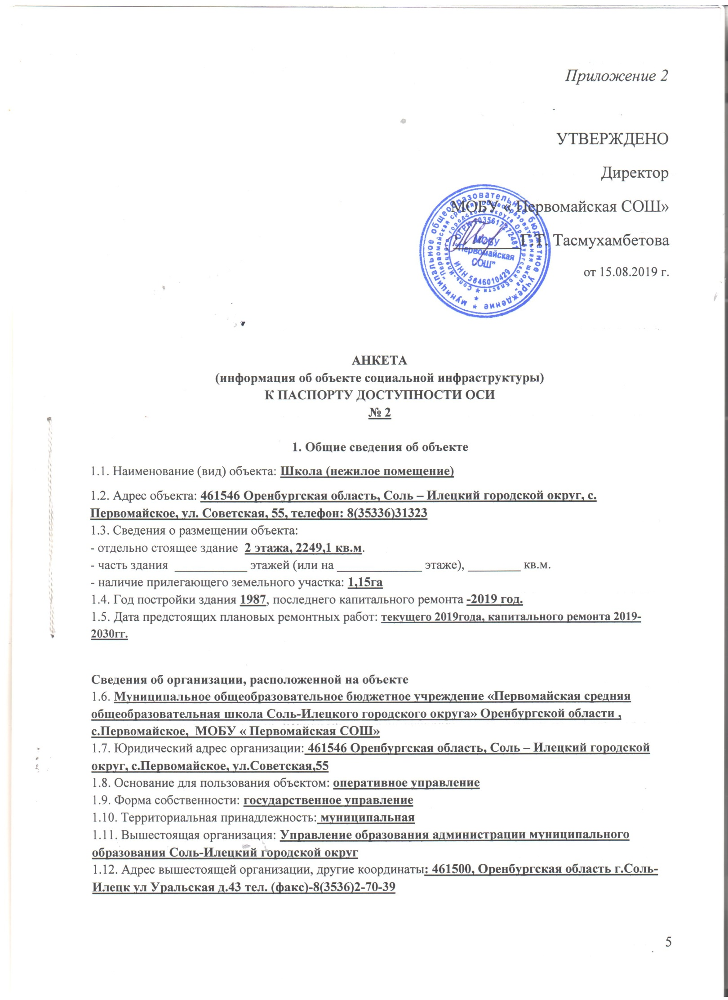 Приложение 2
УТВЕРЖДЕНО
Директор
МОБУ « Первомайская СОШ»
Г.Т. Тасмухамбетова
от 15.08.2019 г.
* муниципальное общеобразовательное бюджетное учреждение *
"Первомайская средняя общеобразовательная школа"
Соль-Илецкого городского округа Оренбургской области *
ОГРН 1035617272481
МОБУ
"Первомайская
СОШ"
ИНН 5646010429
АНКЕТА
(информация об объекте социальной инфраструктуры)
К ПАСПОРТУ ДОСТУПНОСТИ ОСИ
№ 2
1. Общие сведения об объекте
1.1. Наименование (вид) объекта: Школа (нежилое помещение)
1.2. Адрес объекта: 461546 Оренбургская область, Соль – Илецкий городской округ, с.
Первомайское, ул. Советская, 55, телефон: 8(35336)31323
1.3. Сведения о размещении объекта:
- отдельно стоящее здание 2 этажа, 2249,1 кв.м.
- часть здания ____________ этажей (или на ______________ этаже), _________ кв.м.
- наличие прилегающего земельного участка: 1,15га
1.4. Год постройки здания 1987, последнего капитального ремонта -2019 год.
1.5. Дата предстоящих плановых ремонтных работ: текущего 2019года, капитального ремонта 2019-
2030гг.
Сведения об организации, расположенной на объекте
1.6. Муниципальное общеобразовательное бюджетное учреждение «Первомайская средняя
общеобразовательная школа Соль-Илецкого городского округа» Оренбургской области ,
с.Первомайское, МОБУ « Первомайская СОШ»
1.7. Юридический адрес организации: 461546 Оренбургская область, Соль – Илецкий городской
округ, с.Первомайское, ул.Советская,55
1.8. Основание для пользования объектом: оперативное управление
1.9. Форма собственности: государственное управление
1.10. Территориальная принадлежность: муниципальная
1.11. Вышестоящая организация: Управление образования администрации муниципального
образования Соль-Илецкий городской округ
1.12. Адрес вышестоящей организации, другие координаты: 461500, Оренбургская область г.Соль-
Илецк ул Уральская д.43 тел. (факс)-8(3536)2-70-39
5